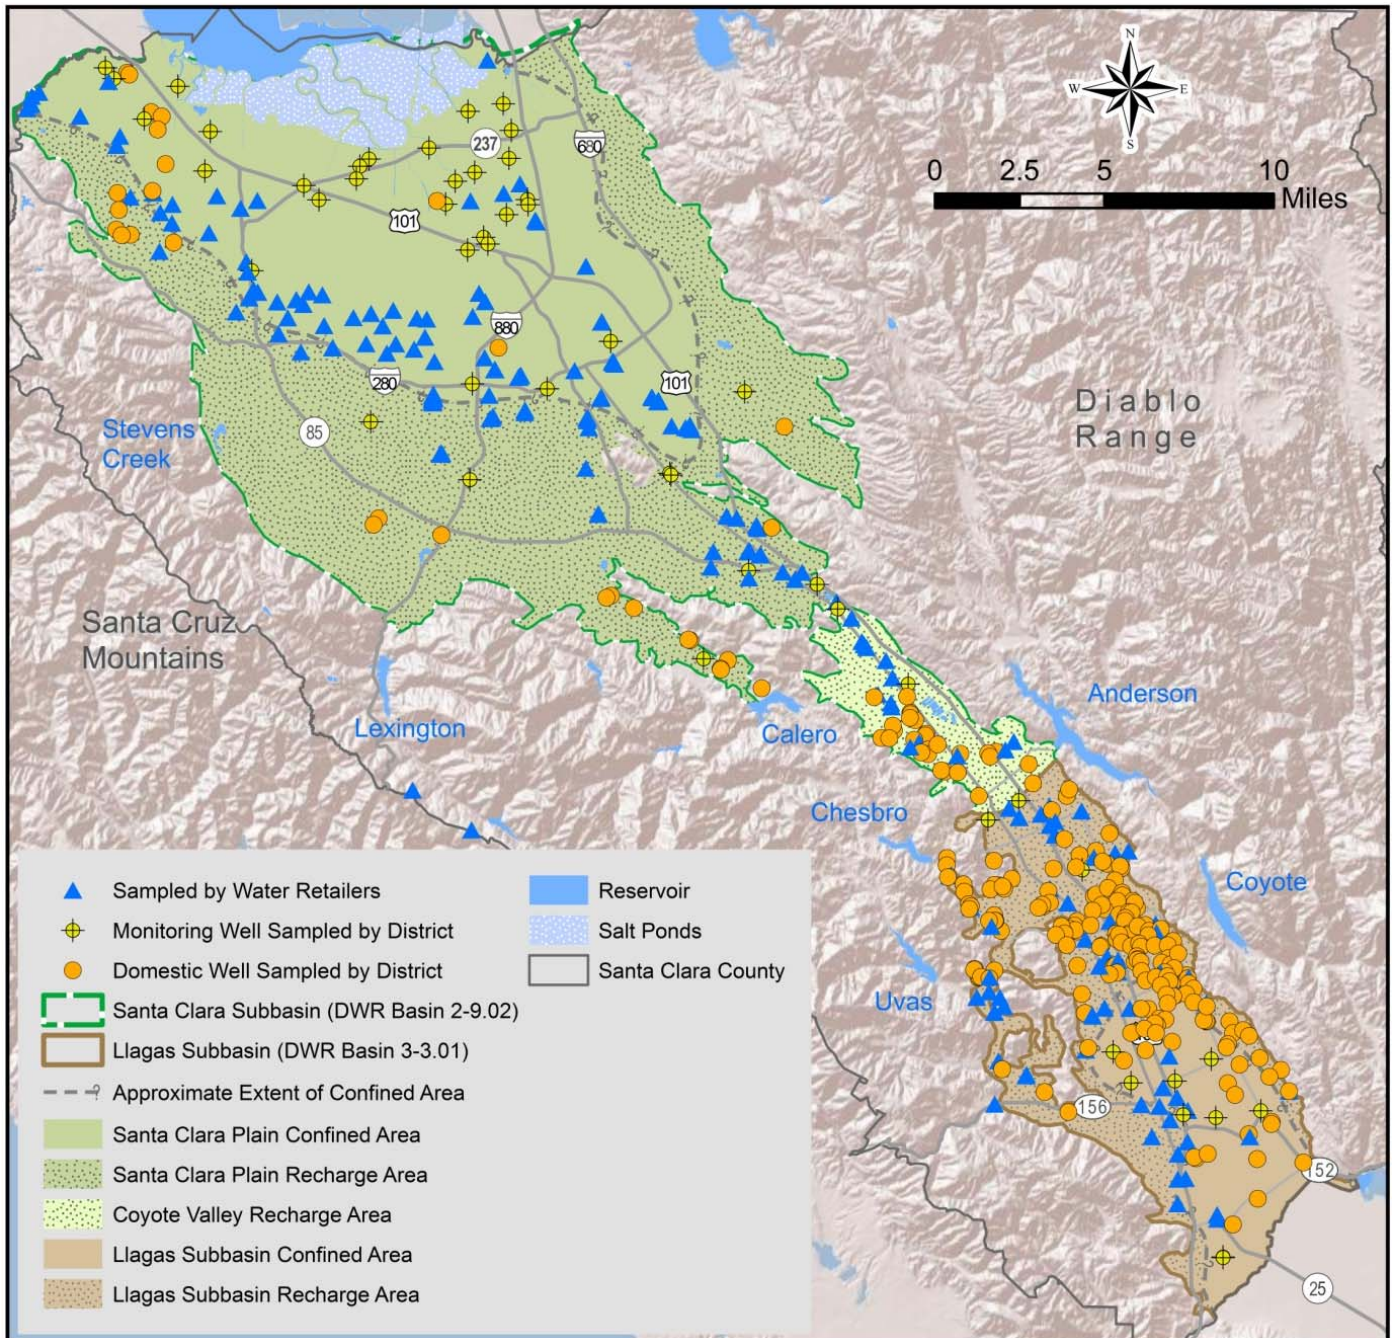 N
W
E
S
0
2.5
5
10
Miles
237
680
101
880
101
280
85
Diablo
Range
Stevens
Creek
Santa Cruz
Mountains
Lexington
Calero
Anderson
Chesbro
Coyote
Uvas
156
152
25
Sampled by Water Retailers
Monitoring Well Sampled by District
Domestic Well Sampled by District
Santa Clara Subbasin (DWR Basin 2-9.02)
Llagas Subbasin (DWR Basin 3-3.01)
Approximate Extent of Confined Area
Santa Clara Plain Confined Area
Santa Clara Plain Recharge Area
Coyote Valley Recharge Area
Llagas Subbasin Confined Area
Llagas Subbasin Recharge Area
Reservoir
Salt Ponds
Santa Clara County